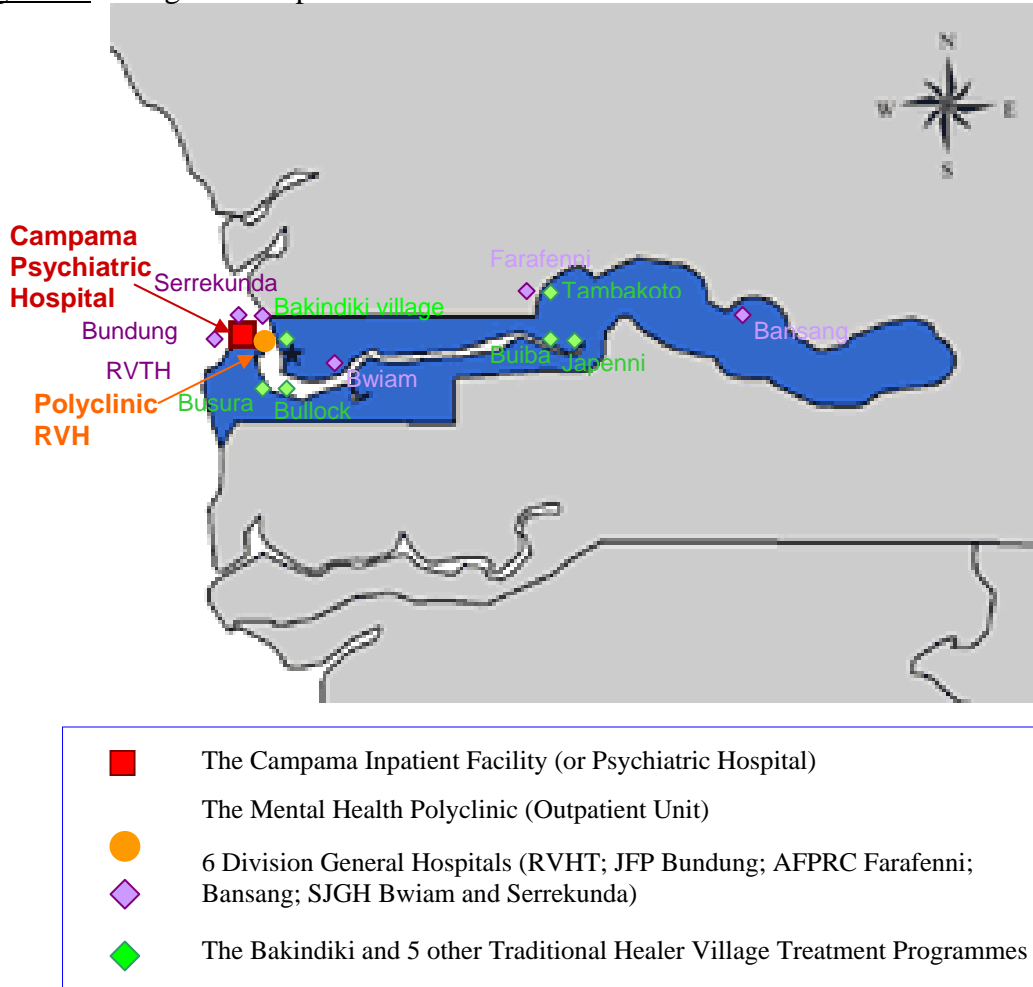 N
W E
S
Campama
Psychiatric
Hospital
Farafenni
Serrekunda
Tambakoto
Bakindiki village
Bundung
Bansang
Buiba
Japenni
RVTH
Bwiam
Polyclinic
RVH
Busura
Bullock
The Campama Inpatient Facility (or Psychiatric Hospital)
The Mental Health Polyclinic (Outpatient Unit)
6 Division General Hospitals (RVHT; JFP Bundung; AFPRC Farafenni;
Bansang; SJGH Bwiam and Serrekunda)
The Bakindiki and 5 other Traditional Healer Village Treatment Programmes